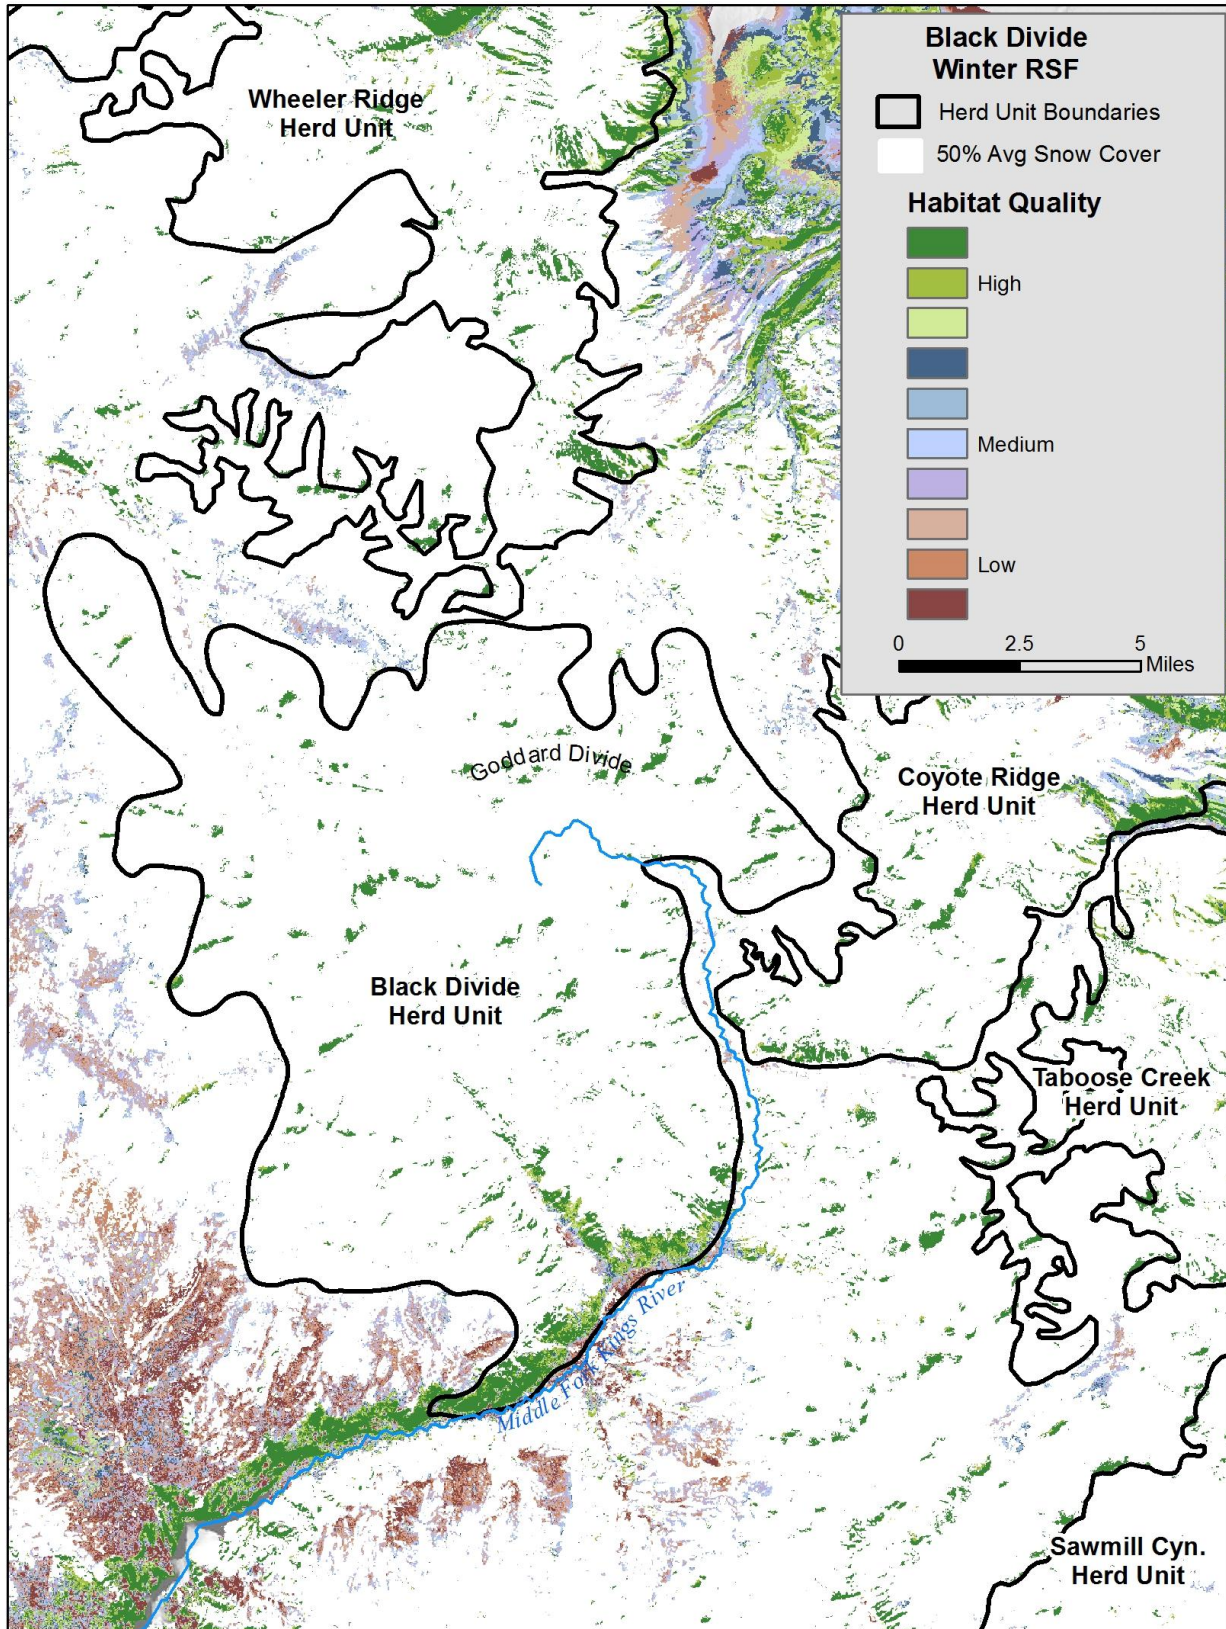 Black Divide
Winter RSF
Herd Unit Boundaries
50% Avg Snow Cover
Habitat Quality
High
Medium
Low
0 2.5 5
Miles
Wheeler Ridge
Herd Unit
Goddard Divide
Coyote Ridge
Herd Unit
Black Divide
Herd Unit
Taboose Creek
Herd Unit
Middle Fork Kings River
Sawmill Cyn.
Herd Unit